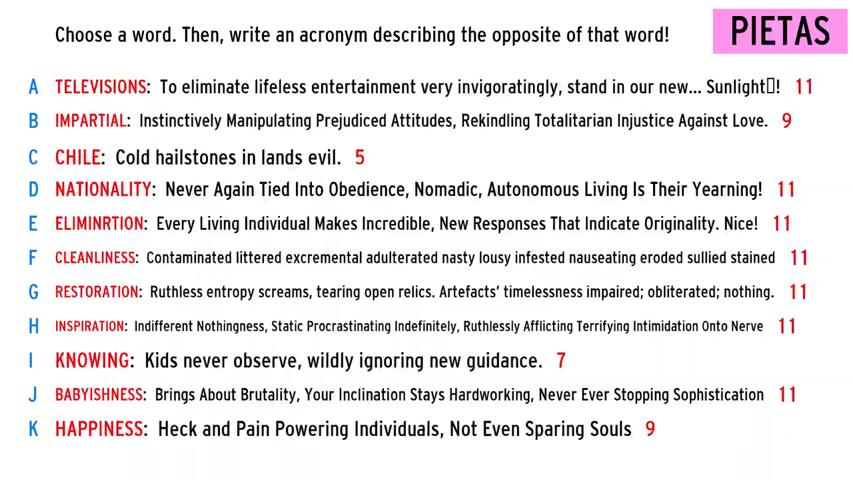 Choose a word. Then, write an acronym describing the opposite of that word!
PIETAS
A TELEVISIONS: To eliminate lifeless entertainment very invigoratingly, stand in our new... Sunlight▯! 11
B IMPARTIAL: Instinctively Manipulating Prejudiced Attitudes, Rekindling Totalitarian Injustice Against Love. 9
C CHILE: Cold hailstones in lands evil. 5
D NATIONALITY: Never Again Tied Into Obedience, Nomadic, Autonomous Living Is Their Yearning! 11
E ELIMINRTION: Every Living Individual Makes Incredible, New Responses That Indicate Originality. Nice! 11
F CLEANLINESS: Contaminated littered excremental adulterated nasty lousy infested nauseating eroded sullied stained 11
G RESTORATION: Ruthless entropy screams, tearing open relics. Artefacts' timelessness impaired; obliterated; nothing. 11
H INSPIRATION: Indifferent Nothingness, Static Procrastinating Indefinitely, Ruthlessly Afflicting Terrifying Intimidation Onto Nerve 11
I KNOWING: Kids never observe, wildly ignoring new guidance. 7
J BABYISHNESS: Brings About Brutality, Your Inclination Stays Hardworking, Never Ever Stopping Sophistication 11
K HAPPINESS: Heck and Pain Powering Individuals, Not Even Sparing Souls 9